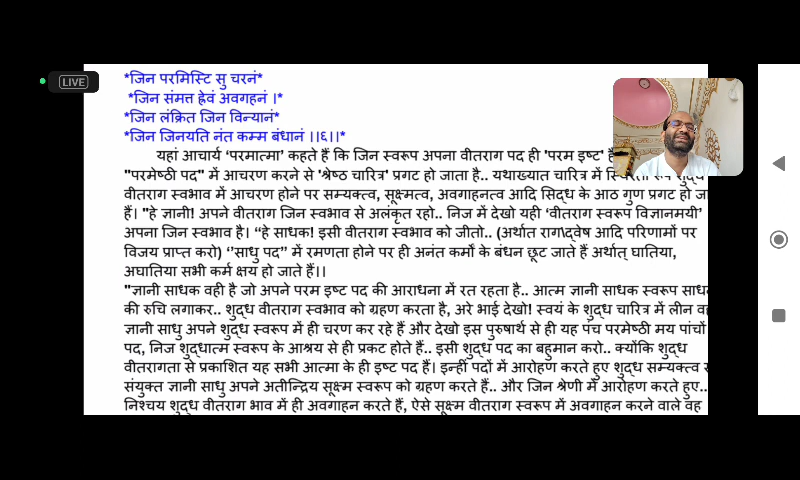 LIVE
*जिन परमिस्टि सु चरनं*
*जिन संमत्त ह्रेवं अवगहनं ।*
*जिन लंक्रित जिन विन्यानं*
*जिन जिनयति नंत कम्म बंधानं ।।६।।*
यहां आचार्य ‘परमात्मा’ कहते हैं कि जिन स्वरूप अपना वीतराग पद ही 'परम इष्ट'
"परमेष्ठी पद" में आचरण करने से 'श्रेष्ठ चारित्र' प्रगट हो जाता है.. यथाख्यात चारित्र में
वीतराग स्वभाव में आचरण होने पर सम्यक्त्व, सूक्ष्मत्व, अवगाहनत्व आदि सिद्ध के आठ गुण प्रगट हो
हैं। "हे ज्ञानी! अपने वीतराग जिन स्वभाव से अलंकृत रहो.. निज में देखो यही ‘वीतराग स्वरूप विज्ञानमयी’
अपना जिन स्वभाव है। “हे साधक! इसी वीतराग स्वभाव को जीतो.. (अर्थात राग\द्वेष आदि परिणामों पर
विजय प्राप्त करो) ‘’साधु पद” में रमणता होने पर ही अनंत कर्मों के बंधन छूट जाते हैं अर्थात् घातिया,
अघातिया सभी कर्म क्षय हो जाते हैं।।
"ज्ञानी साधक वही है जो अपने परम इष्ट पद की आराधना में रत रहता है.. आत्म ज्ञानी साधक स्वरूप
की रुचि लगाकर.. शुद्ध वीतराग स्वभाव को ग्रहण करता है, अरे भाई देखो! स्वयं के शुद्ध चारित्र में लीन
ज्ञानी साधु अपने शुद्ध स्वरूप में ही चरण कर रहे हैं और देखो इस पुरुषार्थ से ही यह पंच परमेष्ठी मय पांचों
पद, निज शुद्धात्म स्वरूप के आश्रय से ही प्रकट होते हैं.. इसी शुद्ध पद का बहुमान करो.. क्योंकि शुद्ध
वीतरागता से प्रकाशित यह सभी आत्मा के ही इष्ट पद हैं। इन्हीं पदों में आरोहण करते हुए शुद्ध सम्यक्त्व
संयुक्त ज्ञानी साधु अपने अतीन्द्रिय सूक्ष्म स्वरूप को ग्रहण करते हैं.. और जिन श्रेणी में आरोहण करते हुए..
निश्चय शुद्ध वीतराग भाव में ही अवगाहन करते हैं, ऐसे सूक्ष्म वीतराग स्वरूप में अवगाहन करने वाले वह